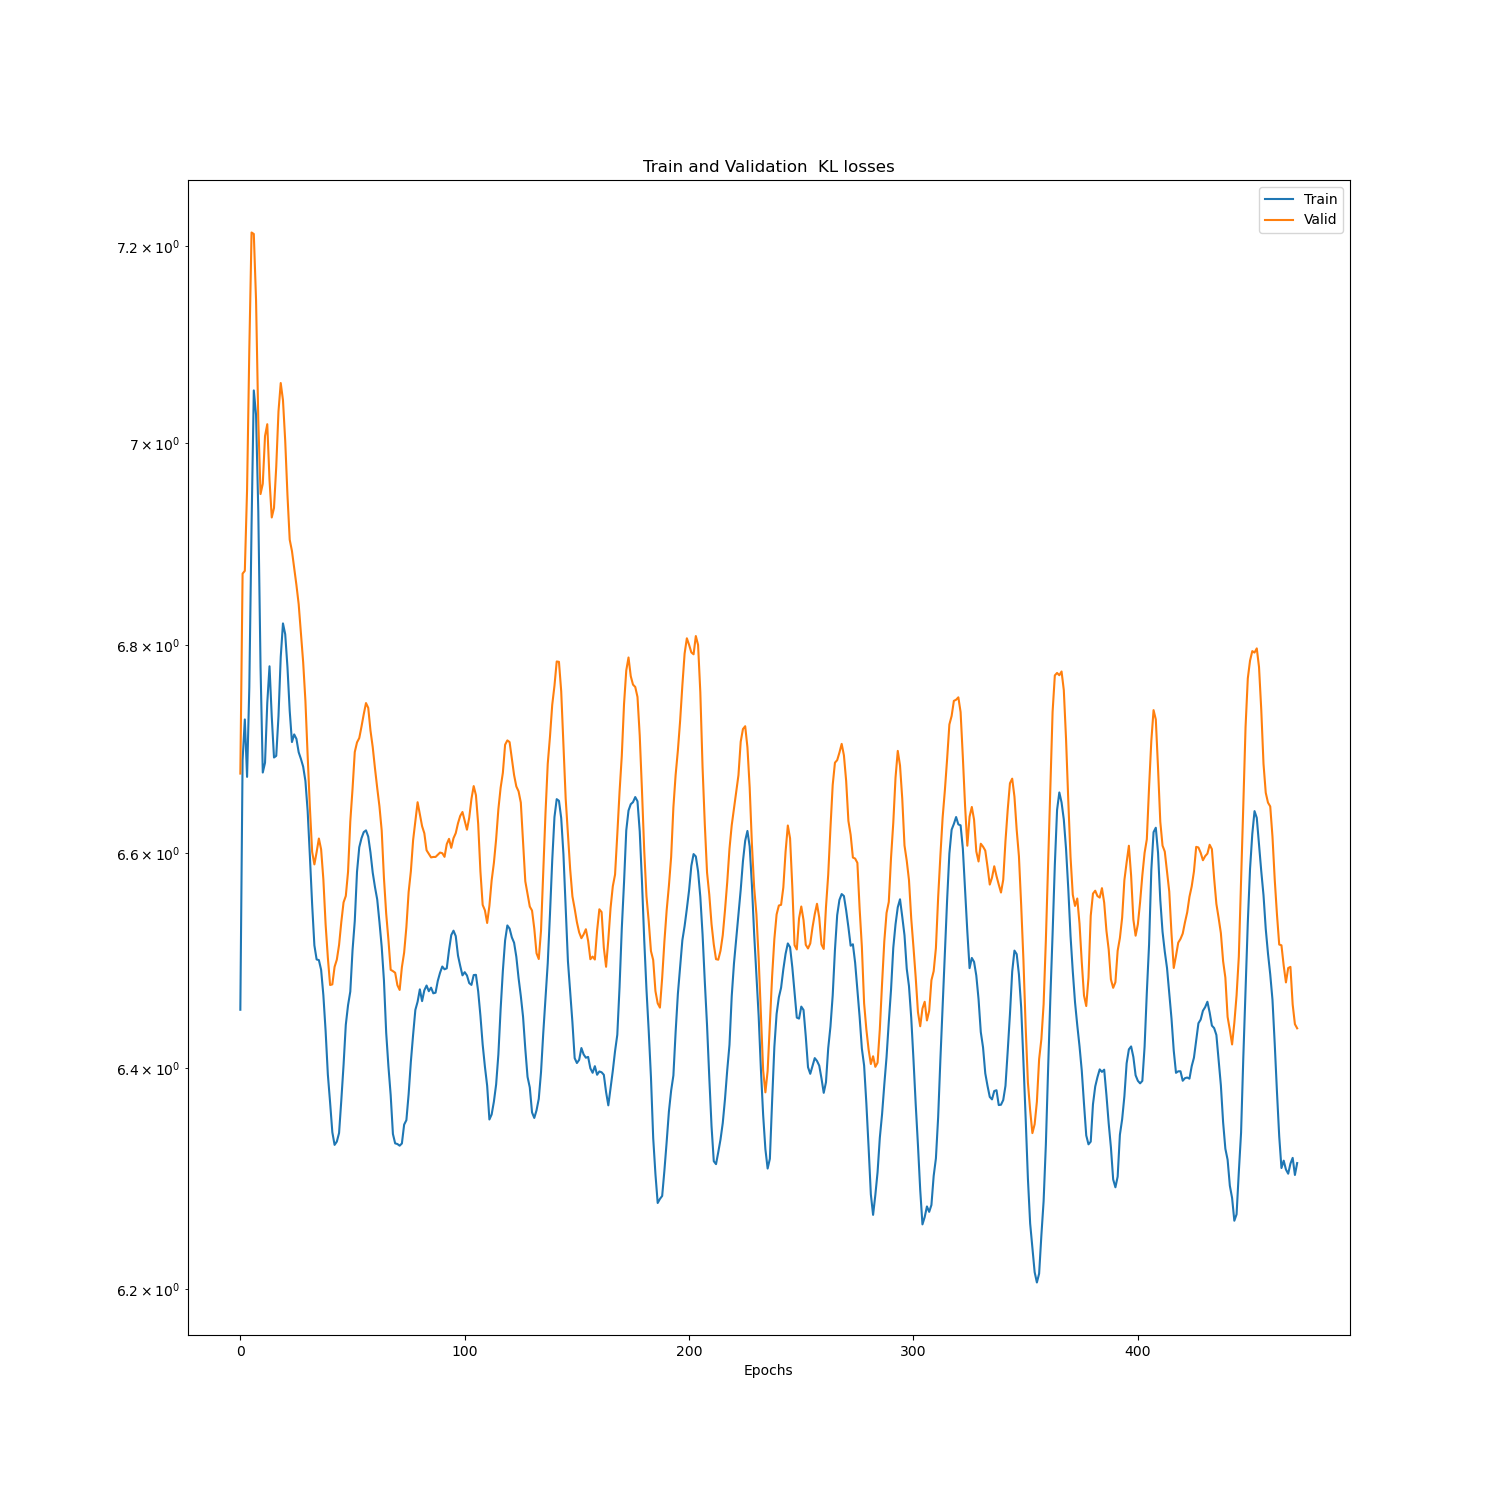 Train and Validation  KL losses
Train
Valid
7.2 × 10⁰
7 × 10⁰
6.8 × 10⁰
6.6 × 10⁰
6.4 × 10⁰
6.2 × 10⁰
0 100 200 300 400
Epochs